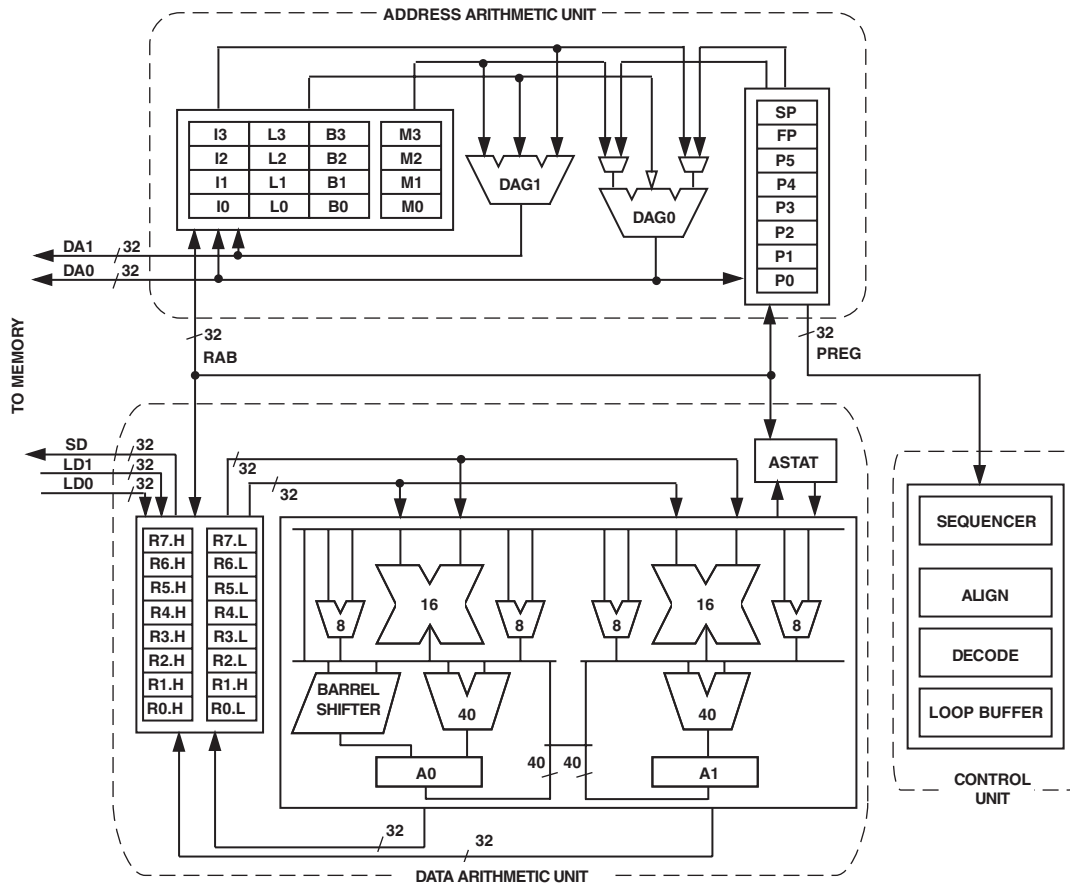 ADDRESS ARITHMETIC UNIT
SP
FP
P5
P4
P3
P2
P1
P0
I3 L3 B3 M3
I2 L2 B2 M2
I1 L1 B1 M1
I0 L0 B0 M0
DAG1
DAG0
DA1 32
DA0 32
TO MEMORY
32
RAB
32
PREG
SD 32
LD1 32
LD0 32
32
32
ASTAT
R7.H R7.L
R6.H R6.L
R5.H R5.L
R4.H R4.L
R3.H R3.L
R2.H R2.L
R1.H R1.H
R0.H R0.L
16
8
8
8
16
8
BARREL
SHIFTER
40
40
A0
40
40
A1
32
32
DATA ARITHMETIC UNIT
SEQUENCER
ALIGN
DECODE
LOOP BUFFER
CONTROL
UNIT